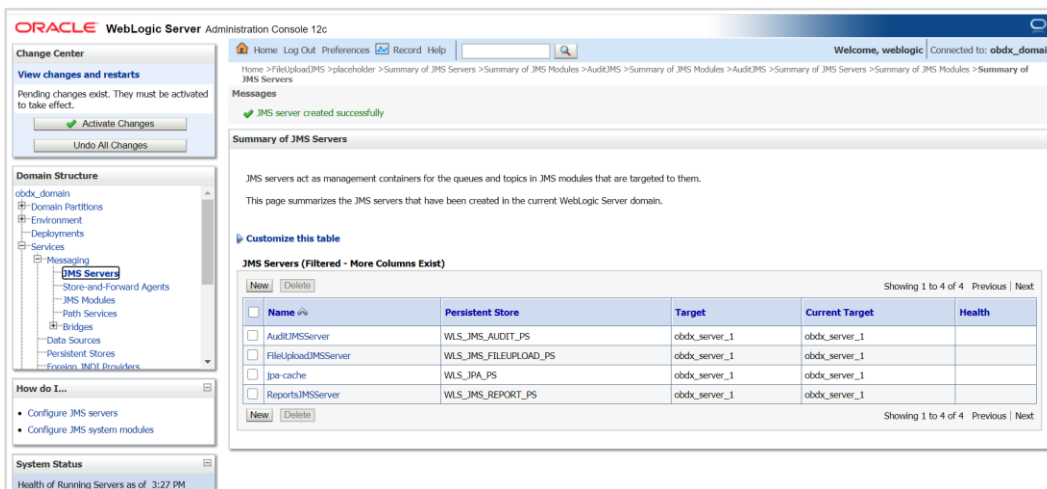 ORACLE WebLogic Server Administration Console 12c
Change Center
View changes and restarts
Pending changes exist. They must be activated
to take effect.
Activate Changes
Undo All Changes
Domain Structure
obdx_domain
Domain Partitions
Environment
Deployments
Services
Messaging
JMS Servers
Store-and-Forward Agents
JMS Modules
Path Services
Bridges
Data Sources
Persistent Stores
Foreign JNDI Providers
How do I...
Configure JMS servers
Configure JMS system modules
System Status
Health of Running Servers as of 3:27 PM
Home Log Out Preferences Record Help
Welcome, weblogic Connected to: obdx_domai
Home >FileUploadJMS >placeholder >Summary of JMS Servers >Summary of JMS Modules >AuditJMS >Summary of JMS Modules >AuditJMS >Summary of JMS Servers >Summary of JMS Modules >Summary of
JMS Servers
Messages
JMS server created successfully
Summary of JMS Servers
JMS servers act as management containers for the queues and topics in JMS modules that are targeted to them.
This page summarizes the JMS servers that have been created in the current WebLogic Server domain.
Customize this table
JMS Servers (Filtered - More Columns Exist)
New Delete Showing 1 to 4 of 4 Previous | Next
Name Persistent Store Target Current Target Health
AuditJMSServer WLS_JMS_AUDIT_PS obdx_server_1 obdx_server_1
FileUploadJMSServer WLS_JMS_FILEUPLOAD_PS obdx_server_1 obdx_server_1
jpa-cache WLS_JPA_PS obdx_server_1 obdx_server_1
ReportsJMSServer WLS_JMS_REPORT_PS obdx_server_1 obdx_server_1
New Delete Showing 1 to 4 of 4 Previous | Next